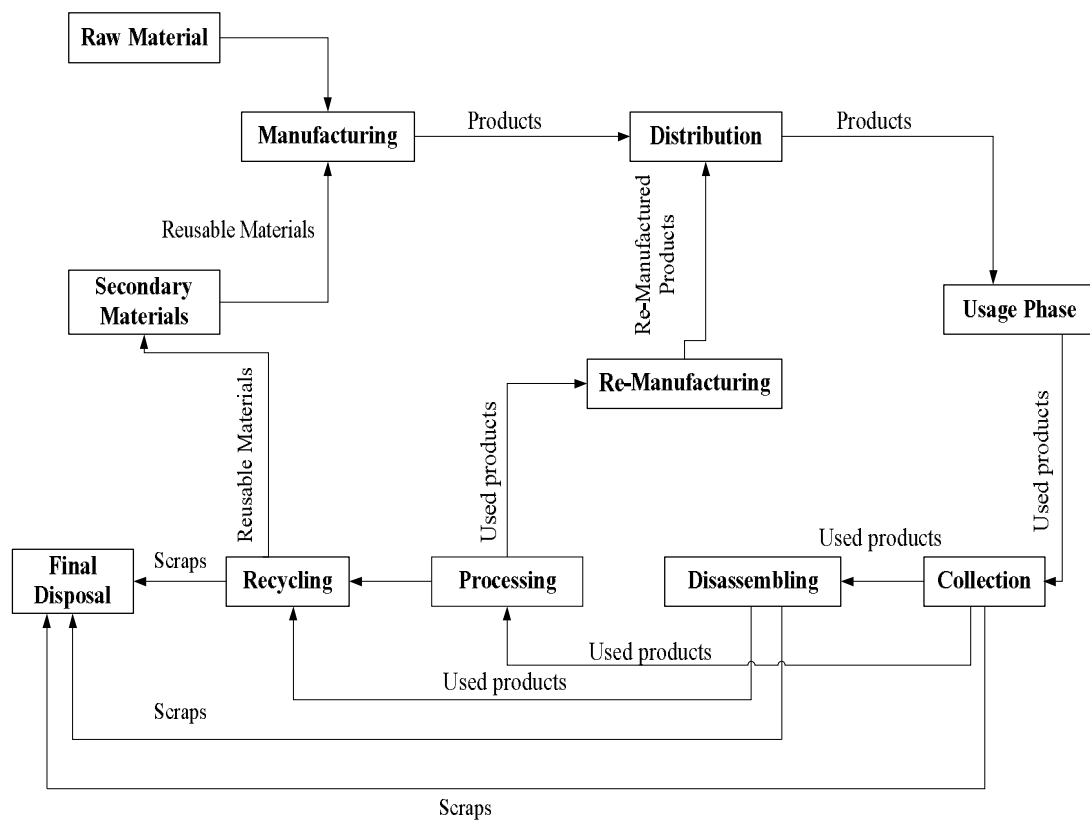 Raw Material
Manufacturing
Products
Distribution
Products
Reusable Materials
Re-Manufactured
Products
Secondary
Materials
Usage Phase
Re-Manufacturing
Reusable Materials
Used products
Used products
Used products
Final
Disposal
Scraps
Recycling
Processing
Disassembling
Collection
Used products
Used products
Scraps
Scraps